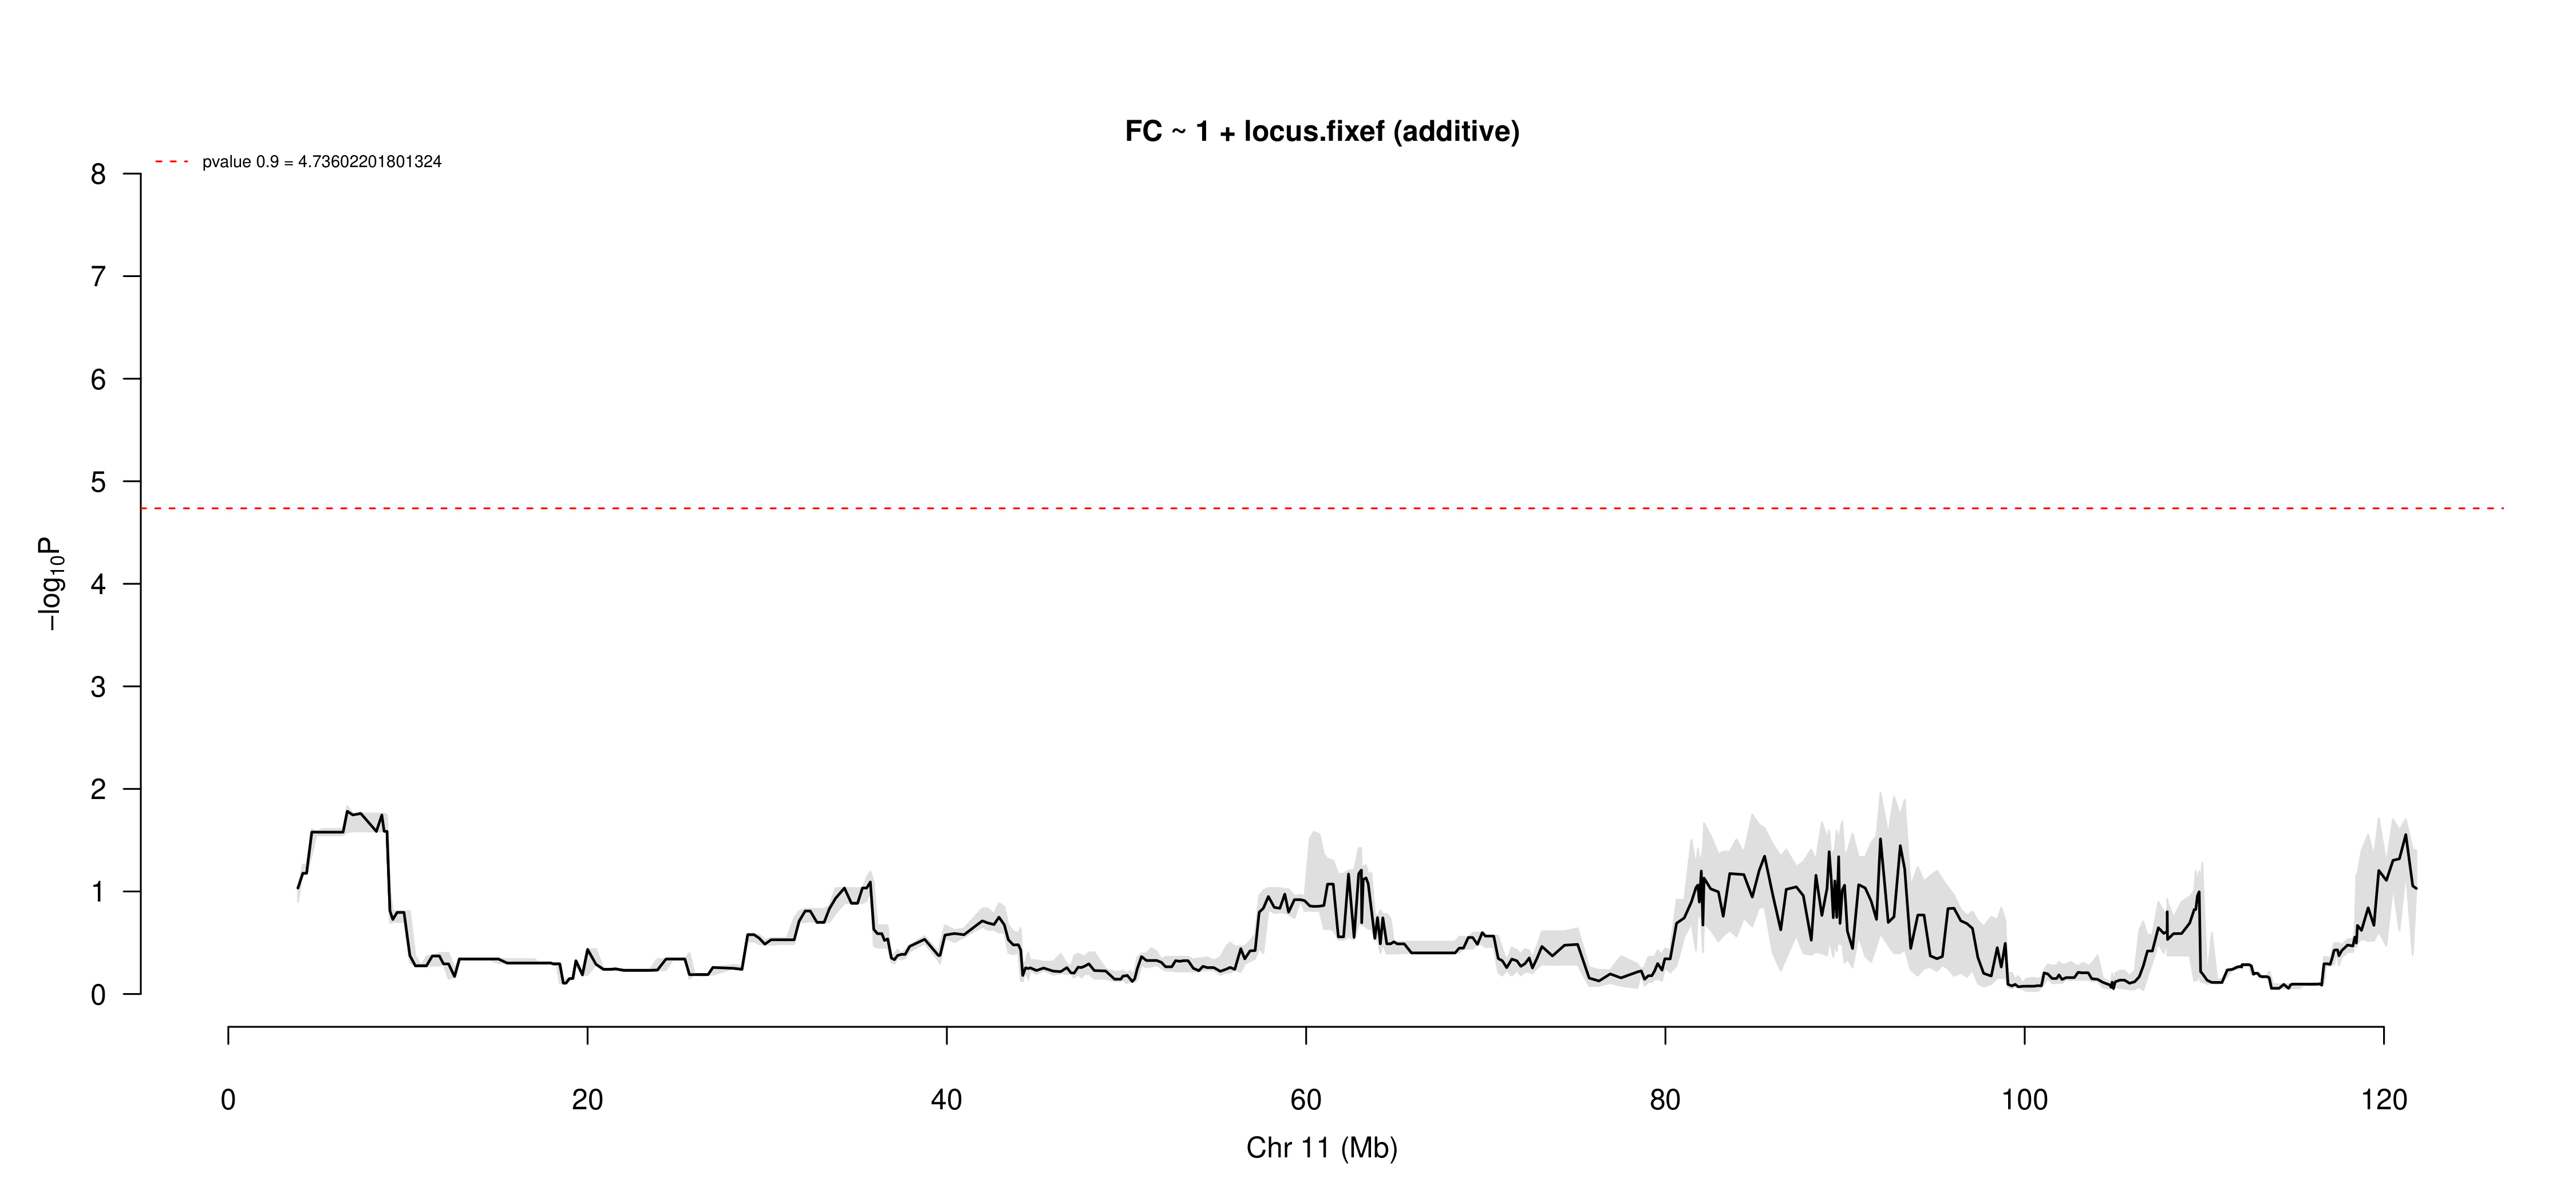 FC ~ 1 + locus.fixef (additive)
pvalue 0.9 = 4.73602201801324
8
7
6
5
4
3
2
1
0
−log₁₀P
0 20 40 60 80 100 120
Chr 11 (Mb)